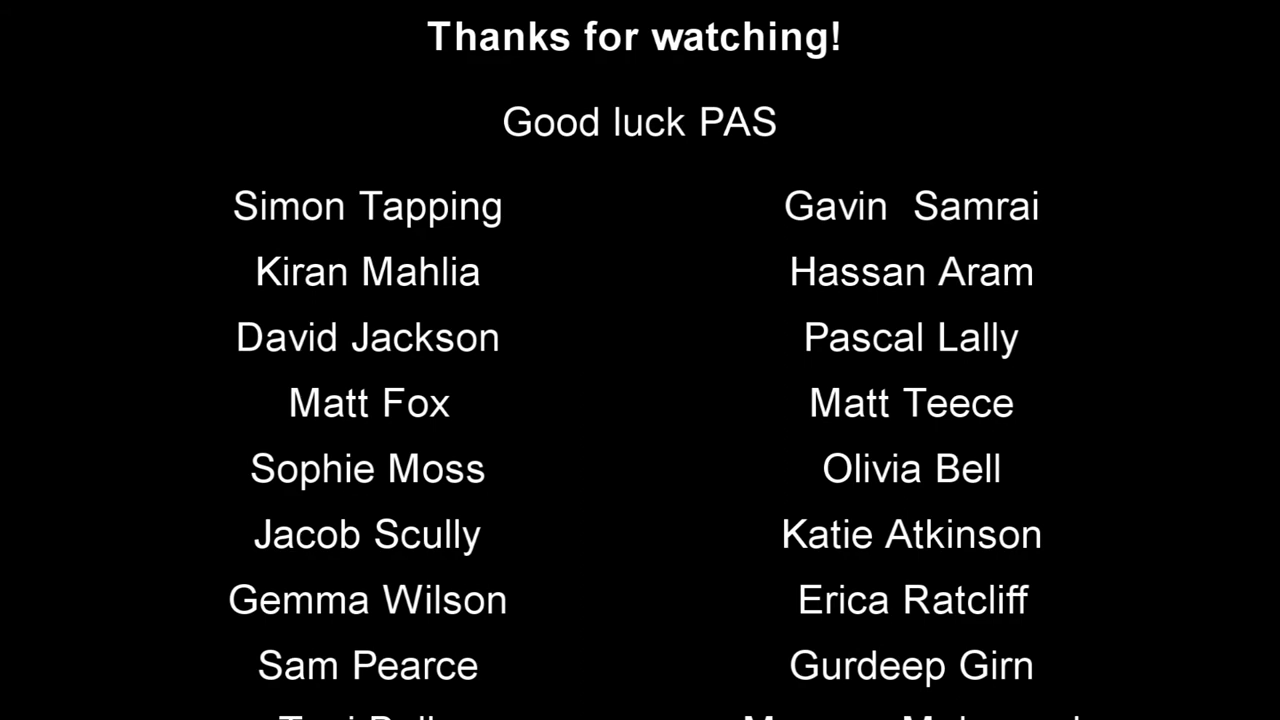 Thanks for watching!
Good luck PAS
Simon Tapping Gavin  Samrai
Kiran Mahlia Hassan Aram
David Jackson Pascal Lally
Matt Fox Matt Teece
Sophie Moss Olivia Bell
Jacob Scully Katie Atkinson
Gemma Wilson Erica Ratcliff
Sam Pearce Gurdeep Girn